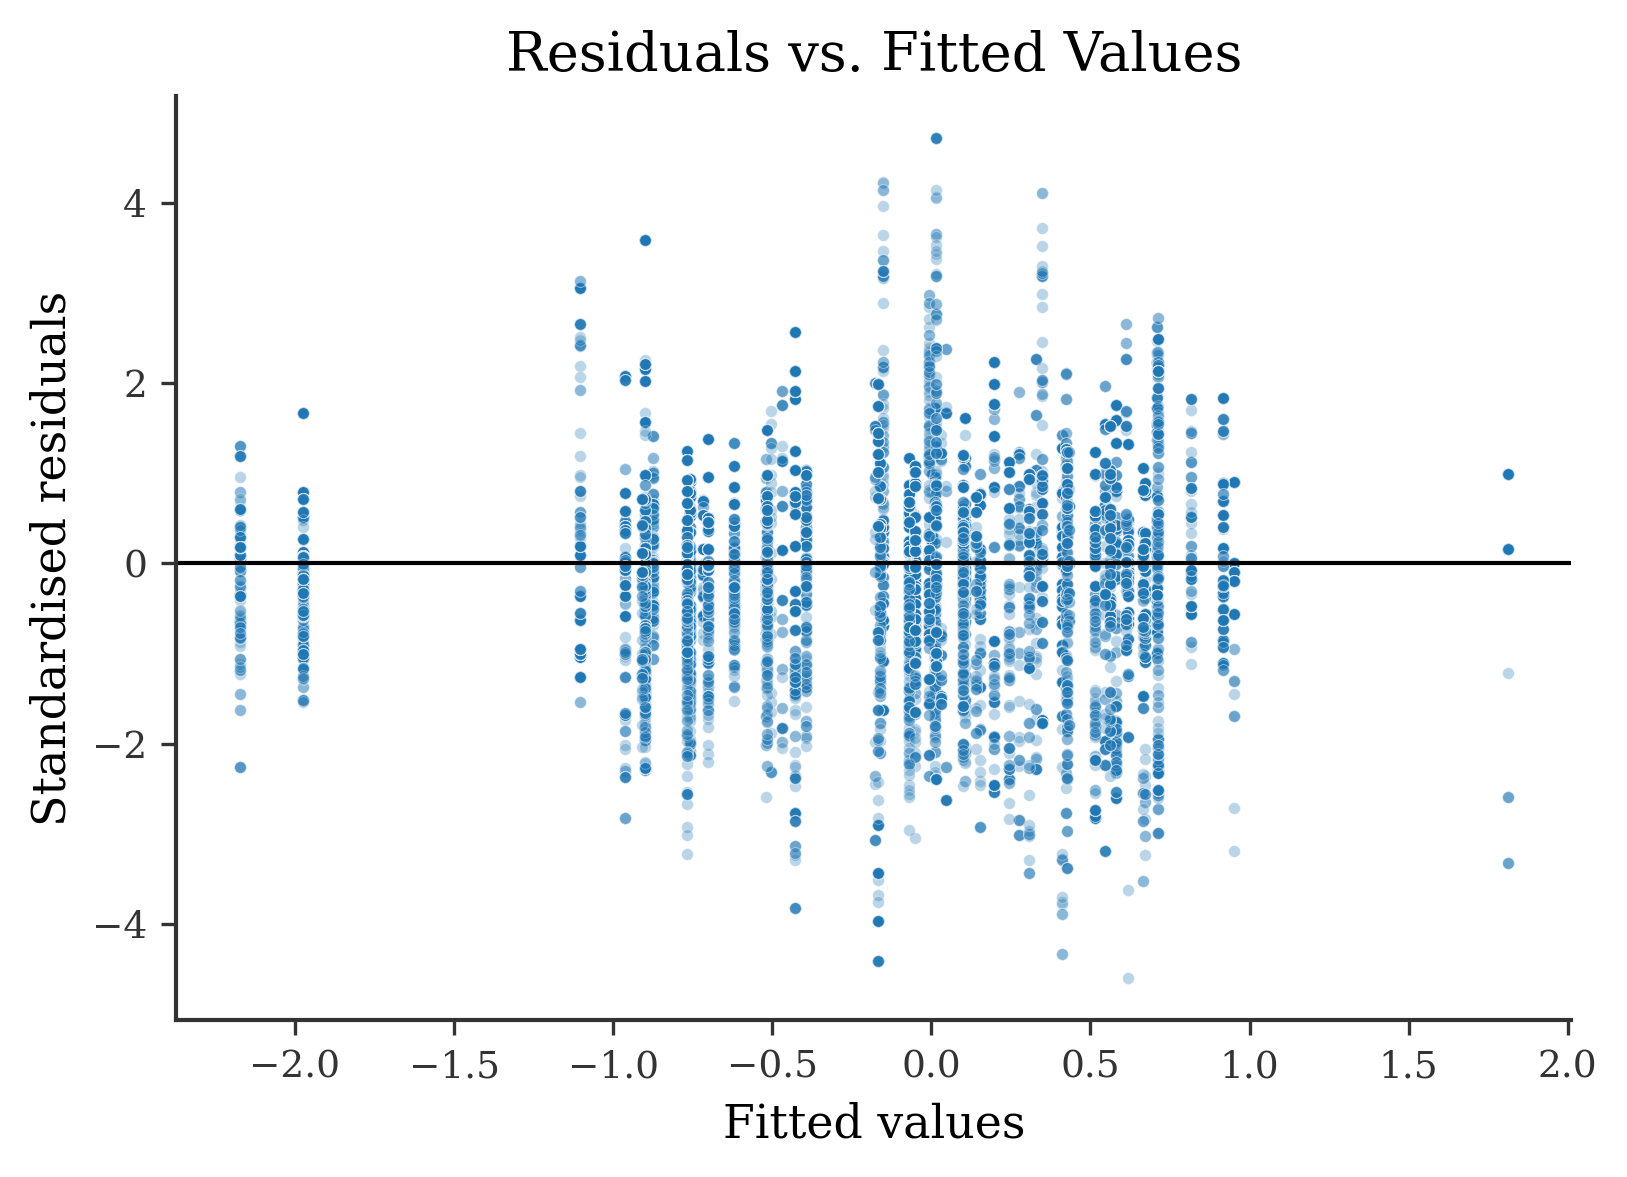 Residuals vs. Fitted Values
Standardised residuals
4
2
0
−2
−4
−2.0 −1.5 −1.0 −0.5 0.0 0.5 1.0 1.5 2.0
Fitted values